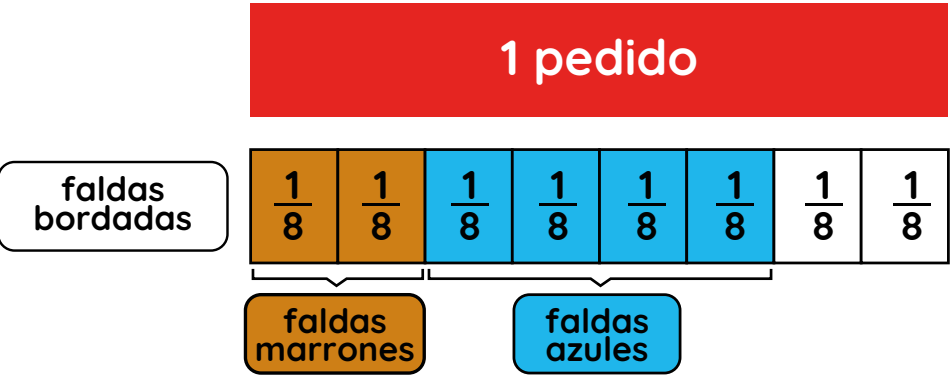 1 pedido
faldas
bordadas
1/8 1/8 1/8 1/8 1/8 1/8 1/8 1/8
faldas
marrones
faldas
azules